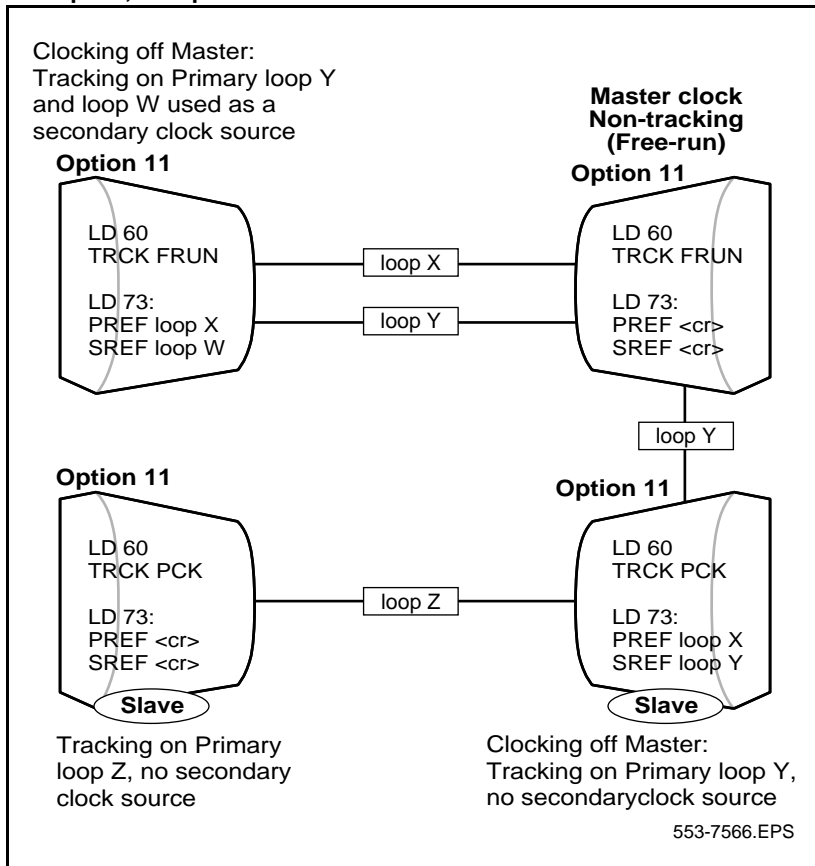 Clocking off Master:
Tracking on Primary loop Y
and loop W used as a
secondary clock source
Option 11
LD 60
TRCK FRUN
LD 73:
PREF loop X
SREF loop W
Master clock
Non-tracking
(Free-run)
Option 11
LD 60
TRCK FRUN
LD 73:
PREF <cr>
SREF <cr>
loop X
loop Y
loop Y
Option 11
LD 60
TRCK PCK
LD 73:
PREF <cr>
SREF <cr>
Slave
Tracking on Primary
loop Z, no secondary
clock source
loop Z
Option 11
LD 60
TRCK PCK
LD 73:
PREF loop X
SREF loop Y
Slave
Clocking off Master:
Tracking on Primary loop Y,
no secondaryclock source
553-7566.EPS